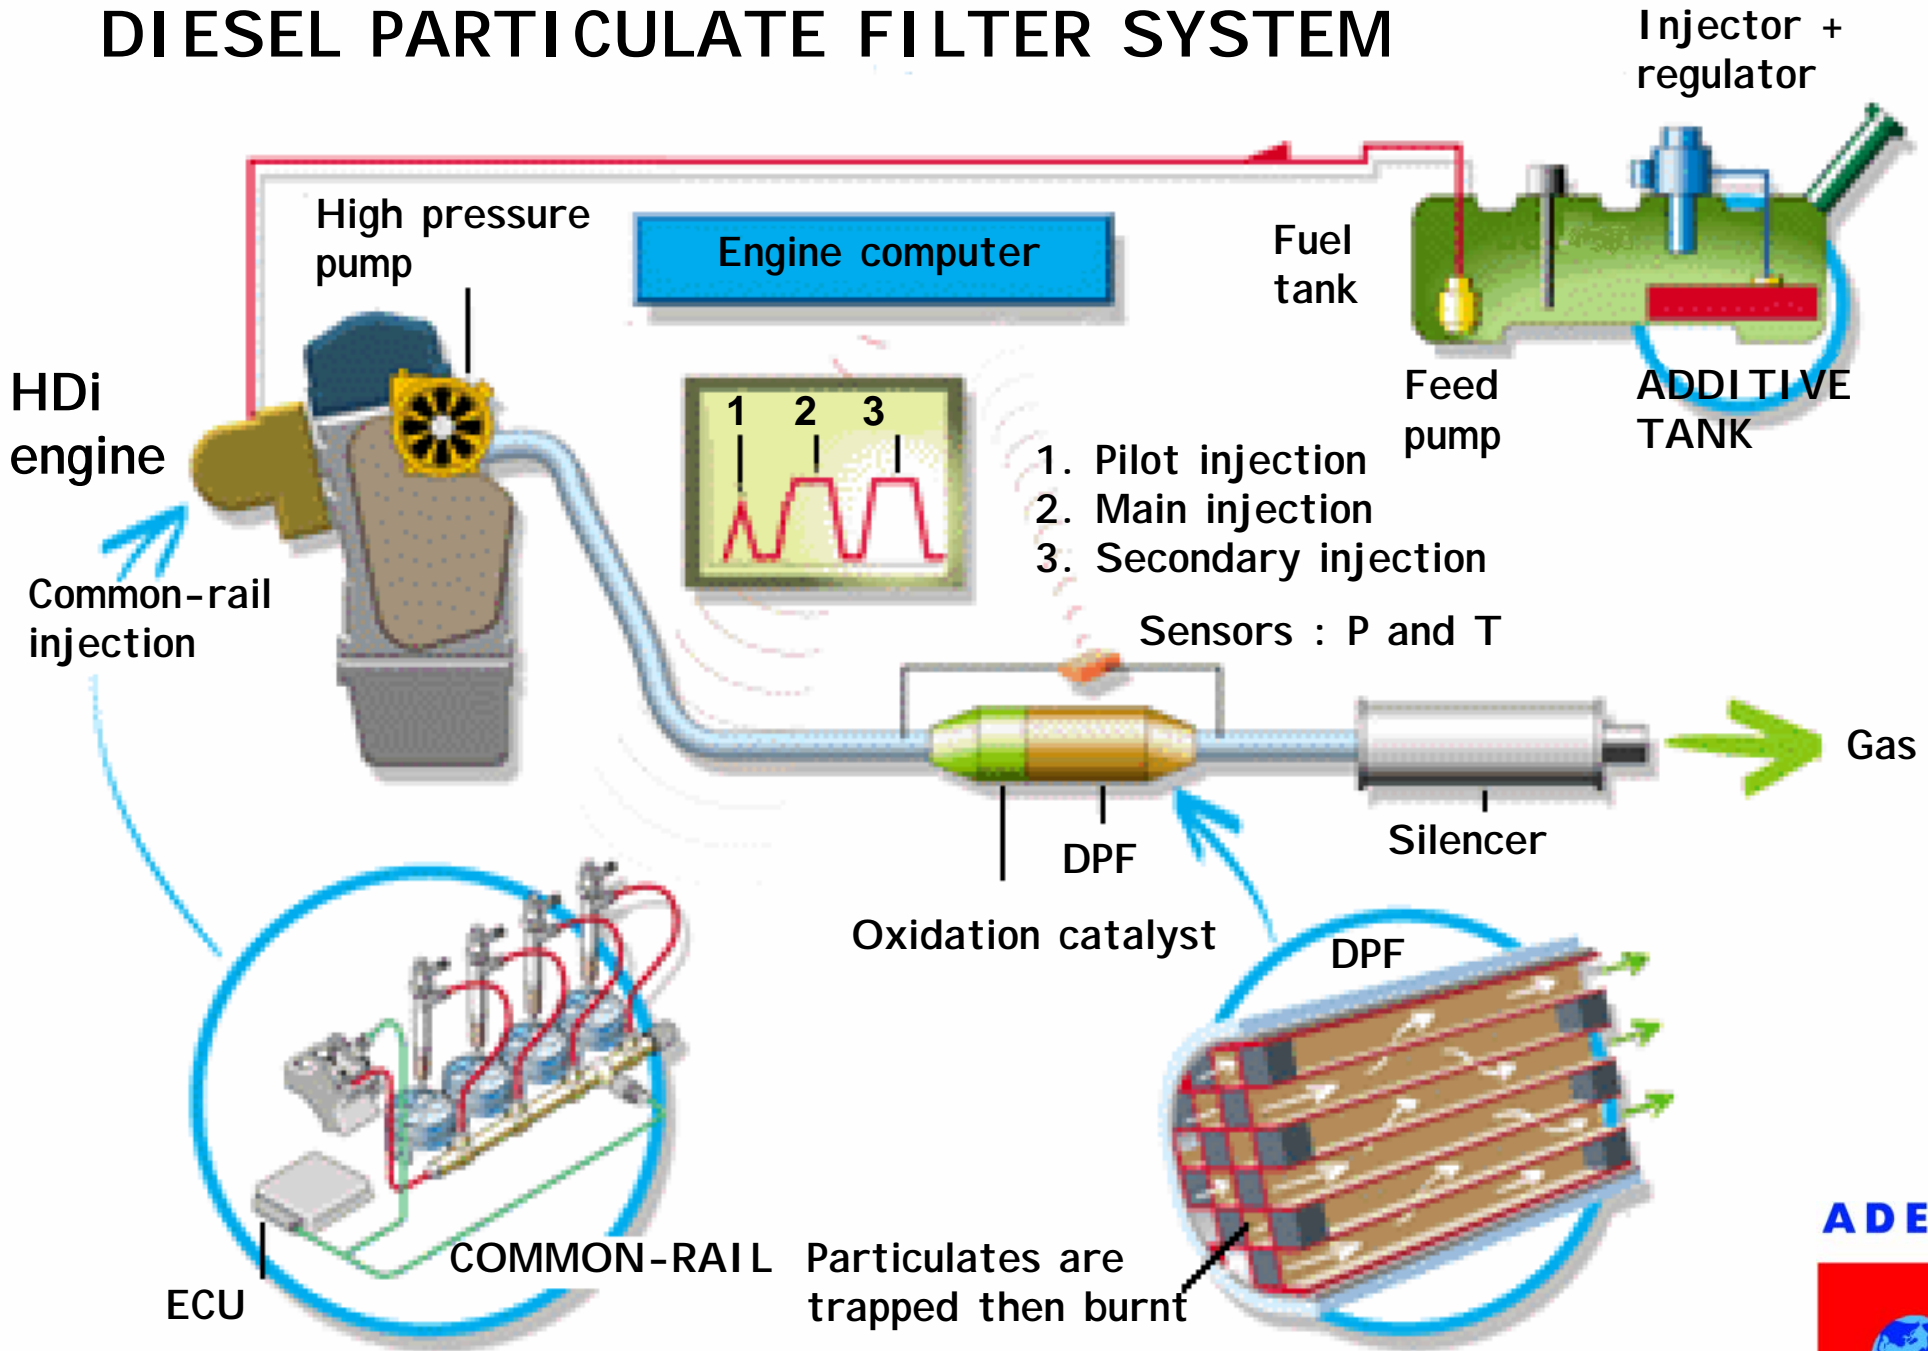 DIESEL PARTICULATE FILTER SYSTEM
Injector +
regulator
High pressure
pump
Engine computer
Fuel
tank
HDi
engine
1 2 3
Feed
pump
ADDITIVE
TANK
1. Pilot injection
2. Main injection
3. Secondary injection
Common-rail
injection
Sensors : P and T
Gas
Silencer
DPF
Oxidation catalyst
DPF
COMMON-RAIL
Particulates are
trapped then burnt
ECU
ADE